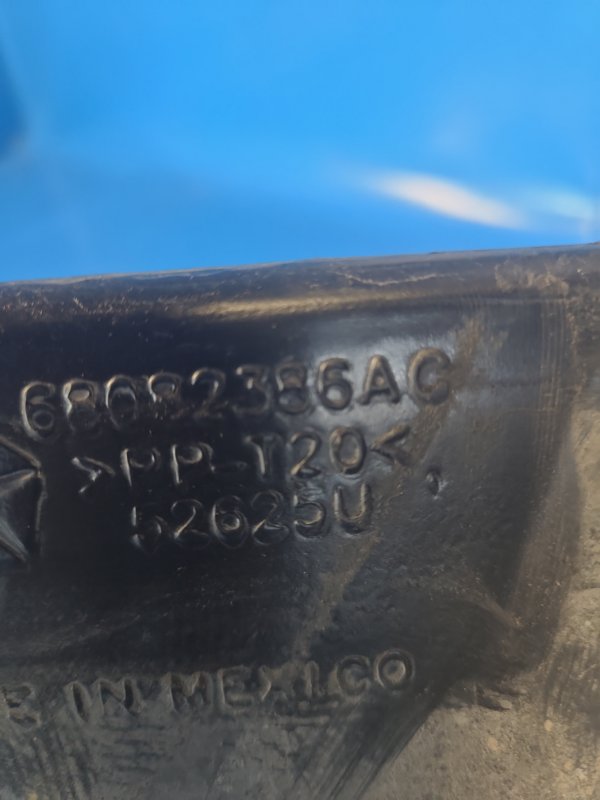 68082386AC
>PP-T20<
52625U
E IN MEXICO